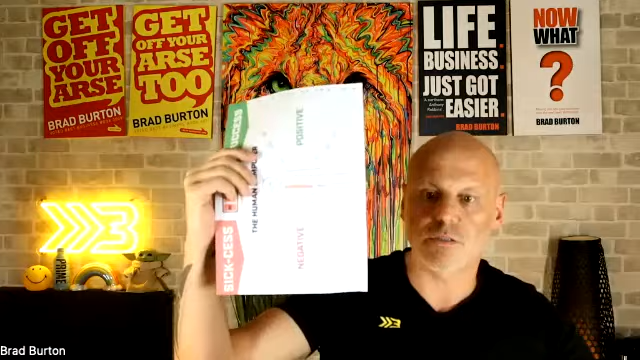 GET
OFF
YOUR
ARSE
BRAD BURTON
GET
OFF YOUR
ARSE
TOO
BRAD BURTON
LIFE.
BUSINESS.
JUST GOT
EASIER.
BRAD BURTON
NOW
WHAT
?
BRAD BURTON
SUCCESS
SICK-CESS
THE HUMAN
POSITIVE
NEGATIVE
PRIME
Brad Burton